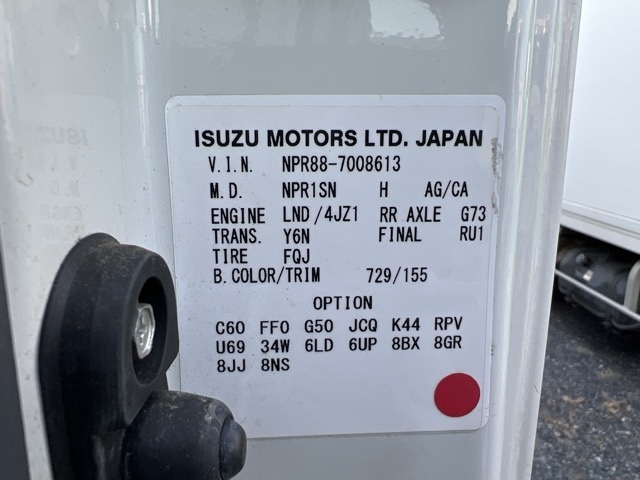 ISUZU MOTORS LTD. JAPAN
V.I.N. NPR88-7008613
M.D. NPR1SN H AG/CA
ENGINE LND/4JZ1 RR AXLE G73
TRANS. Y6N FINAL RU1
TIRE FQJ
B.COLOR/TRIM 729/155
OPTION
C60 FF0 G50 JCQ K44 RPV
U69 34W 6LD 6UP 8BX 8GR
8JJ 8NS